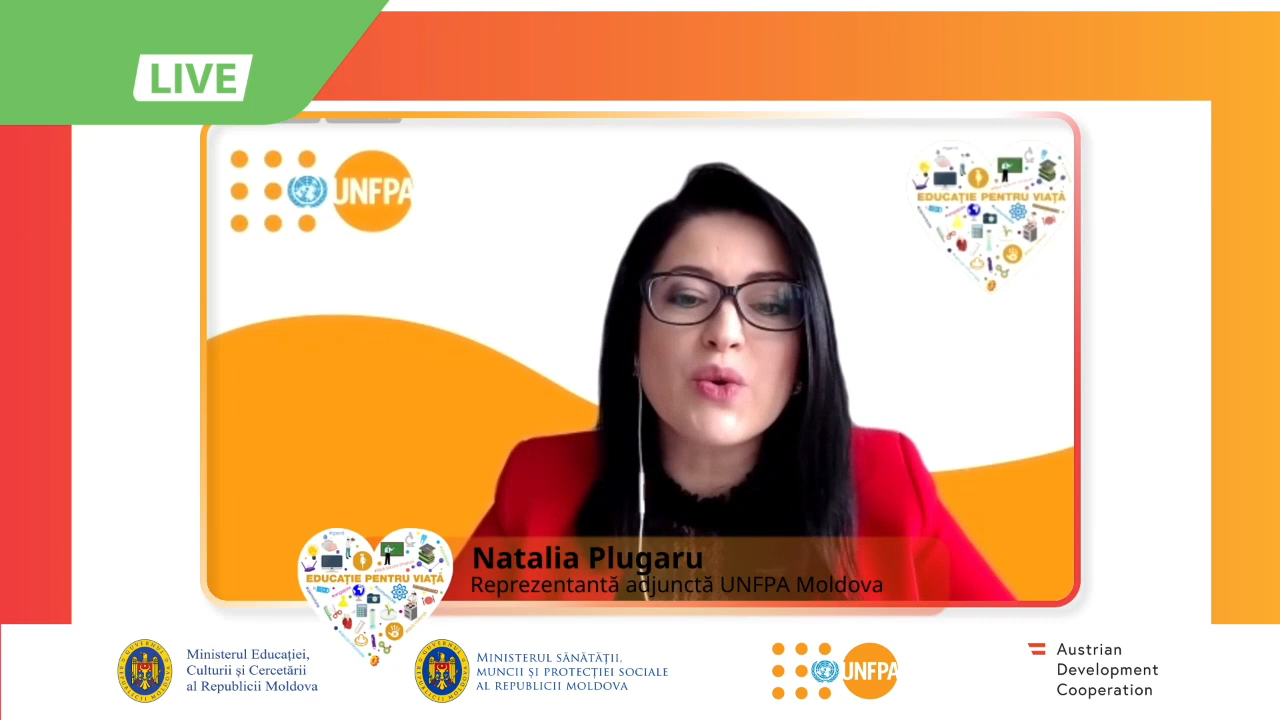 LIVE
UNFPA
EDUCAȚIE PENTRU VIAȚĂ
Natalia Plugaru
Reprezentantă adjunctă UNFPA Moldova
EDUCAȚIE PENTRU VIAȚĂ
Ministerul Educației,
Culturii și Cercetării
al Republicii Moldova
MINISTERUL SĂNĂTĂȚII,
MUNCII ȘI PROTECȚIEI SOCIALE
AL REPUBLICII MOLDOVA
UNFPA
Austrian
Development
Cooperation